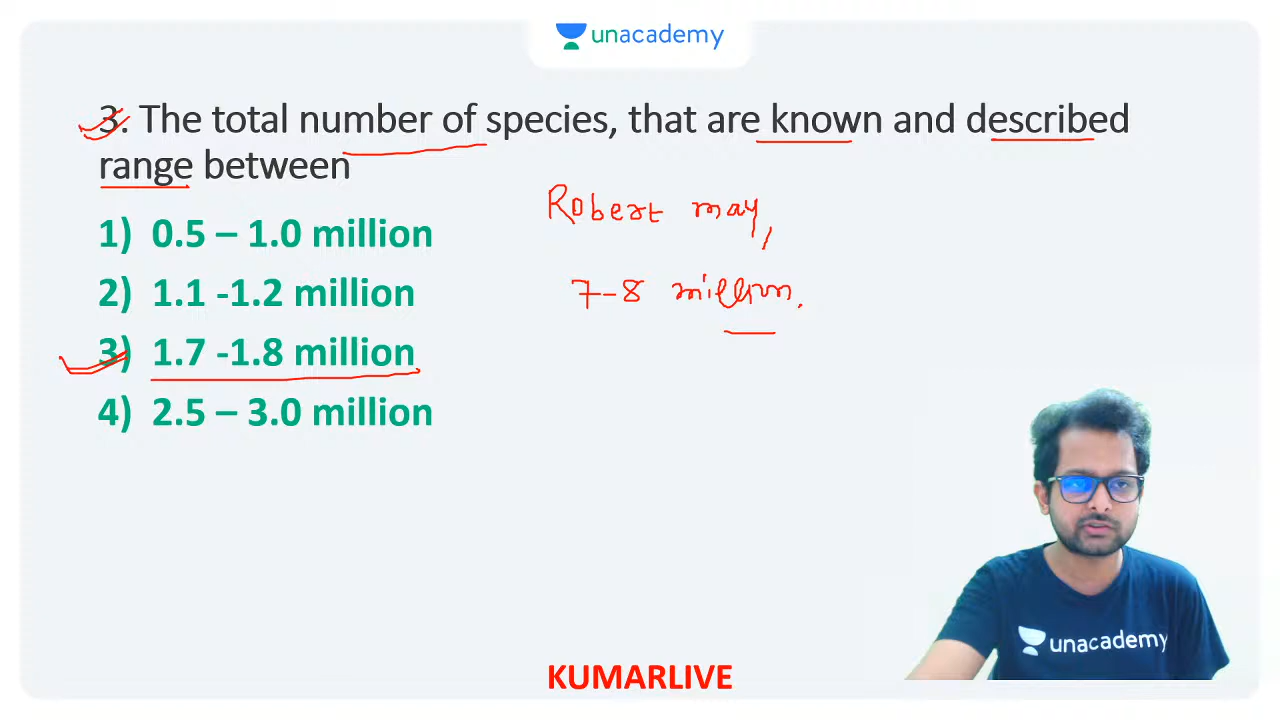 unacademy
3. The total number of species, that are known and described
range between
1) 0.5 – 1.0 million
2) 1.1 -1.2 million
3) 1.7 -1.8 million
4) 2.5 – 3.0 million
Robert may,
7-8 million.
unacademy
KUMARLIVE